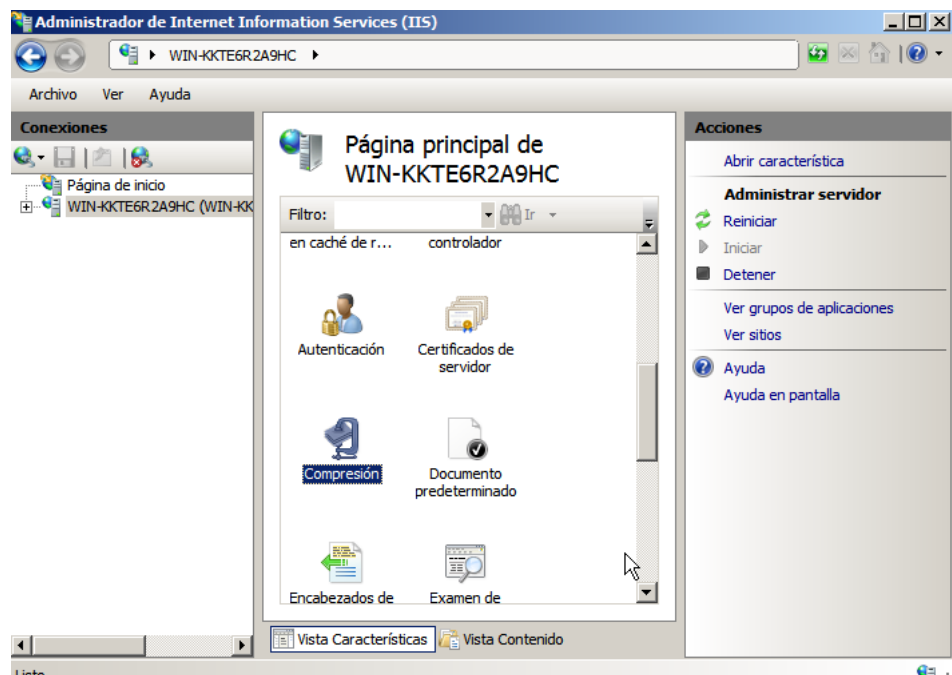 Administrador de Internet Information Services (IIS)
WIN-KKTE6R2A9HC
Archivo Ver Ayuda
Conexiones
Página de inicio
WIN-KKTE6R2A9HC (WIN-KK
Página principal de
WIN-KKTE6R2A9HC
Filtro: Ir
en caché de r... controlador
Autenticación Certificados de
servidor
Compresión Documento
predeterminado
Encabezados de Examen de
Vista Características Vista Contenido
Acciones
Abrir característica
Administrar servidor
Reiniciar
Iniciar
Detener
Ver grupos de aplicaciones
Ver sitios
Ayuda
Ayuda en pantalla
Listo